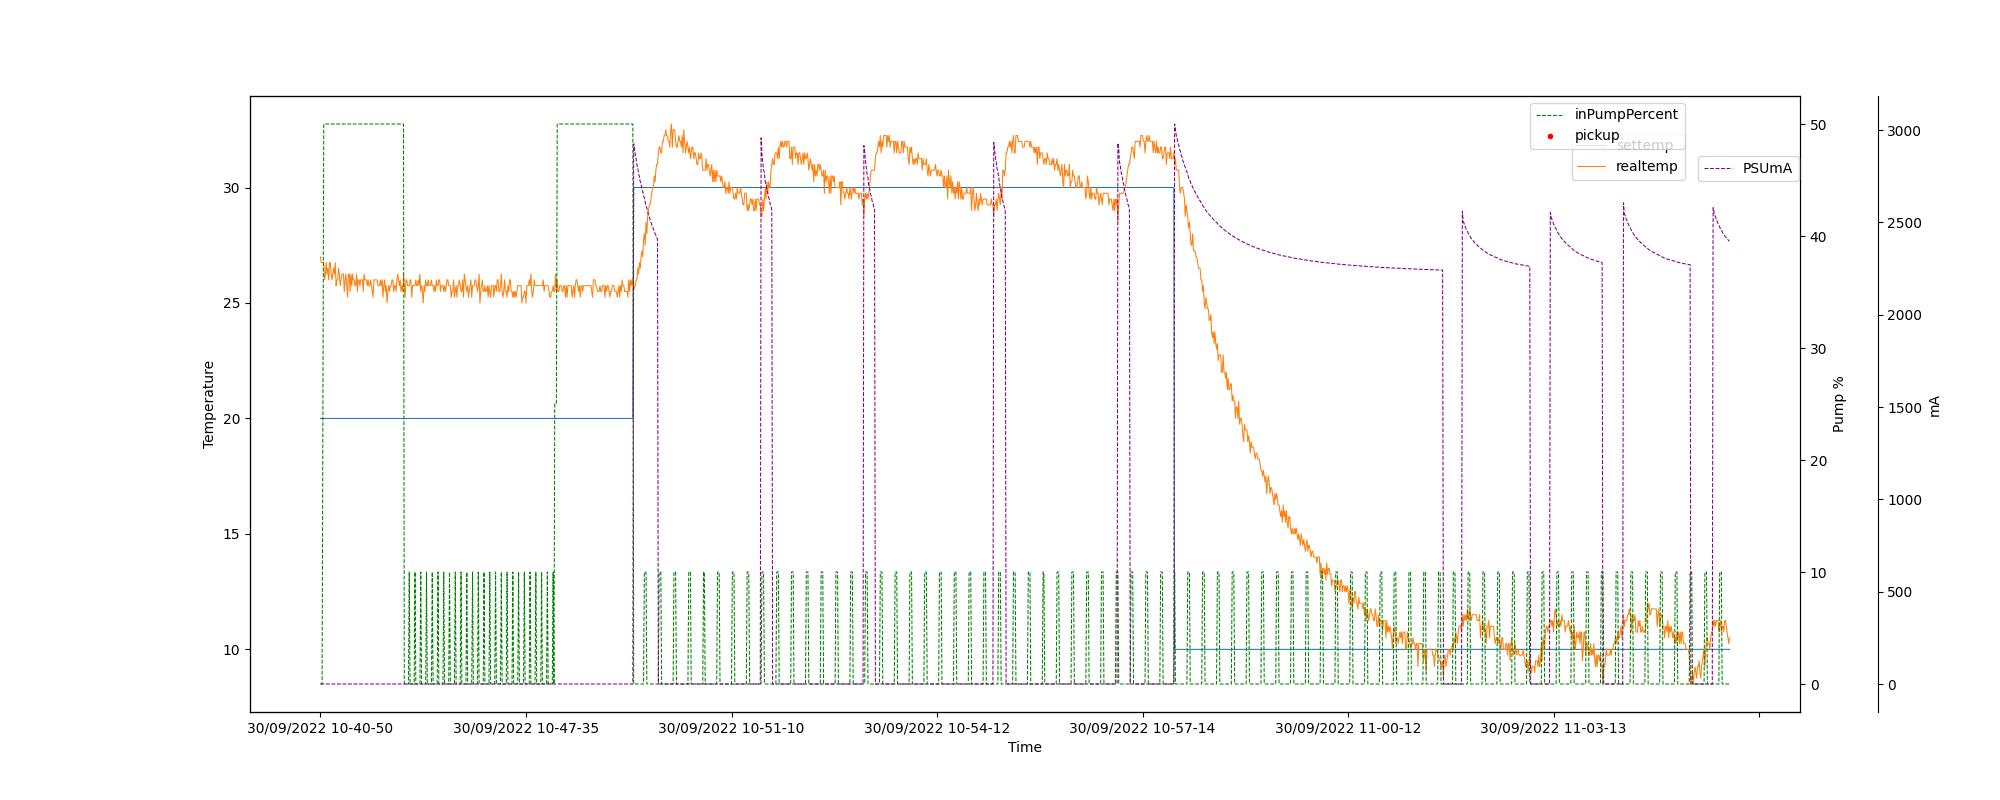 inPumpPercent
pickup
settemp
realtemp
PSUmA
30
25
20
15
10
Temperature
50
40
30
20
10
0
Pump %
3000
2500
2000
1500
1000
500
0
mA
30/09/2022 10-40-50
30/09/2022 10-47-35
30/09/2022 10-51-10
30/09/2022 10-54-12
30/09/2022 10-57-14
30/09/2022 11-00-12
30/09/2022 11-03-13
Time